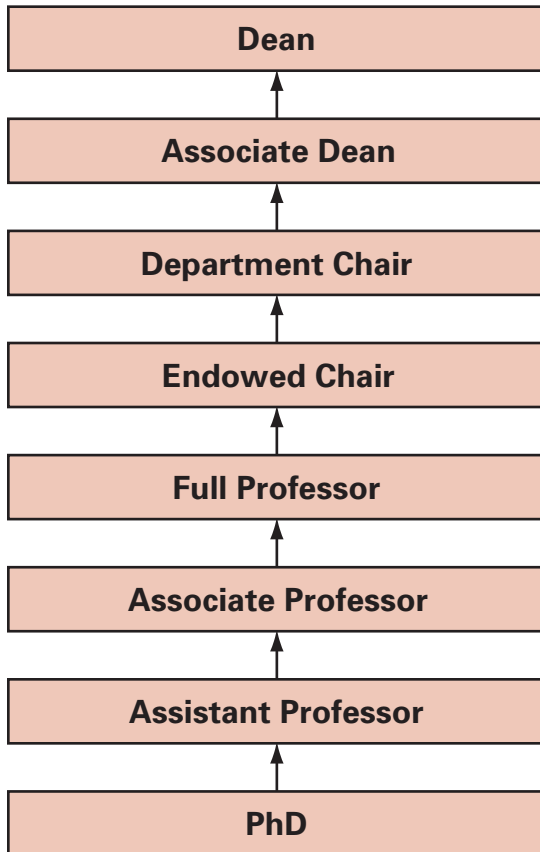 Dean
Associate Dean
Department Chair
Endowed Chair
Full Professor
Associate Professor
Assistant Professor
PhD